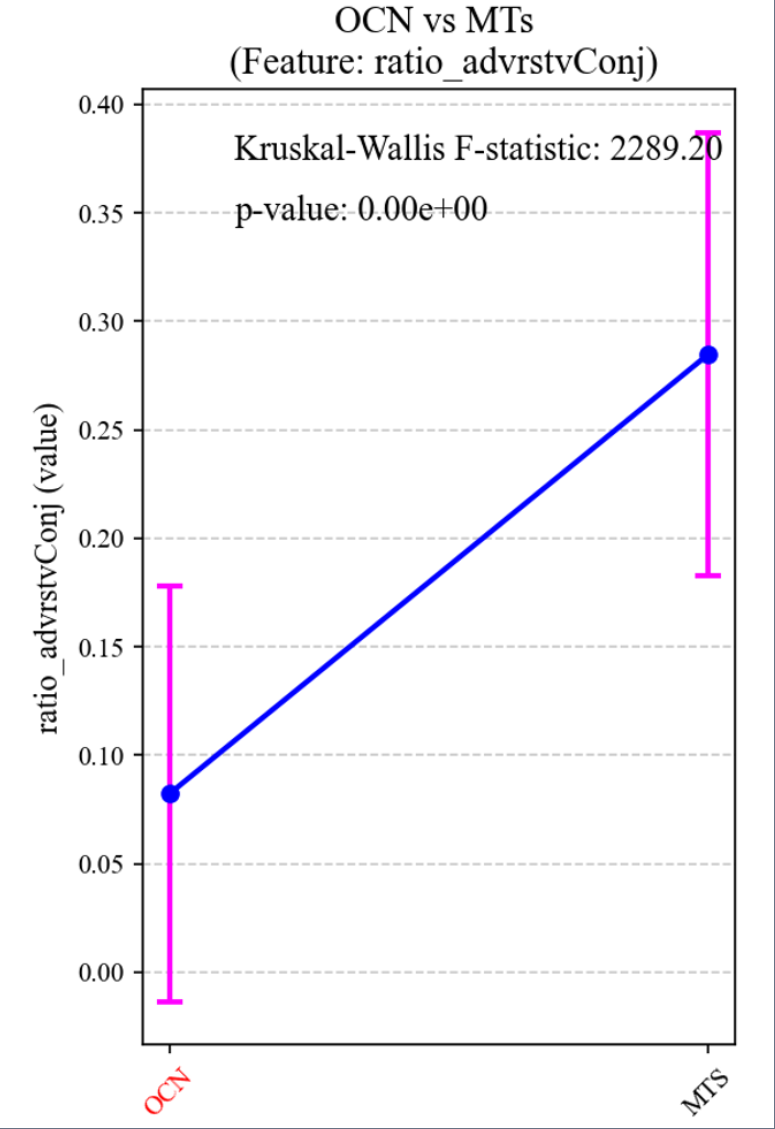 OCN vs MTs
(Feature: ratio_advrstvConj)
Kruskal-Wallis F-statistic: 2289.20
p-value: 0.00e+00
ratio_advrstvConj (value)
0.40
0.35
0.30
0.25
0.20
0.15
0.10
0.05
0.00
OCN
MTS